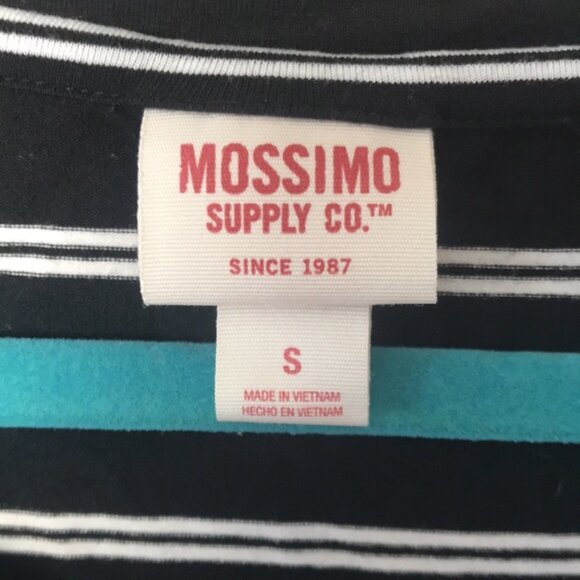 MOSSIMO
SUPPLY CO.™
SINCE 1987
S
MADE IN VIETNAM
HECHO EN VIETNAM